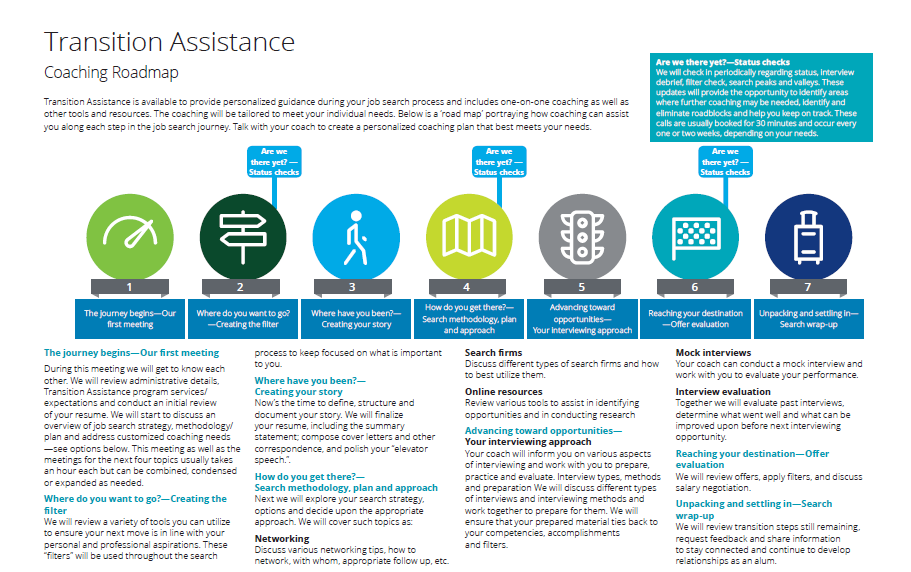 Transition Assistance
Coaching Roadmap
Transition Assistance is available to provide personalized guidance during your job search process and includes one-on-one coaching as well as
other tools and resources. The coaching will be tailored to meet your individual needs. Below is a ‘road map’ portraying how coaching can assist
you along each step in the job search journey. Talk with your coach to create a personalized coaching plan that best meets your needs.
Are we there yet?—Status checks
We will check in periodically regarding status, interview
debrief, filter check, search peaks and valleys. These
updates will provide the opportunity to identify areas
where further coaching may be needed, identify and
eliminate roadblocks and help you keep on track. These
calls are usually booked for 30 minutes and occur every
one or two weeks, depending on your needs.
Are we
there yet? —
Status checks
Are we
there yet? —
Status checks
Are we
there yet? —
Status checks
1
The journey begins—Our
first meeting
2
Where do you want to go?
—Creating the filter
3
Where have you been?—
Creating your story
4
How do you get there?—
Search methodology, plan
and approach
5
Advancing toward
opportunities—
Your interviewing approach
6
Reaching your destination
—Offer evaluation
7
Unpacking and settling in—
Search wrap-up
The journey begins—Our first meeting
During this meeting we will get to know each
other. We will review administrative details,
Transition Assistance program services/
expectations and conduct an initial review
of your resume. We will start to discuss an
overview of job search strategy, methodology/
plan and address customized coaching needs
—see options below. This meeting as well as the
meetings for the next four topics usually takes
an hour each but can be combined, condensed
or expanded as needed.
Where do you want to go?—Creating the
filter
We will review a variety of tools you can utilize
to ensure your next move is in line with your
personal and professional aspirations. These
“filters” will be used throughout the search
process to keep focused on what is important
to you.
Where have you been?—
Creating your story
Now’s the time to define, structure and
document your story. We will finalize
your resume, including the summary
statement; compose cover letters and other
correspondence, and polish your “elevator
speech.”.
How do you get there?—
Search methodology, plan and approach
Next we will explore your search strategy,
options and decide upon the appropriate
approach. We will cover such topics as:
Networking
Discuss various networking tips, how to
network, with whom, appropriate follow up, etc.
Search firms
Discuss different types of search firms and how
to best utilize them.
Online resources
Review various tools to assist in identifying
opportunities and in conducting research
Advancing toward opportunities—
Your interviewing approach
Your coach will inform you on various aspects
of interviewing and work with you to prepare,
practice and evaluate. Interview types, methods
and preparation We will discuss different types
of interviews and interviewing methods and
work together to prepare for them. We will
ensure that your prepared material ties back to
your competencies, accomplishments
and firms.
Mock interviews
Your coach can conduct a mock interview and
work with you to evaluate your performance.
Interview evaluation
Together we will evaluate past interviews,
determine what went well and what can be
improved upon before next interviewing
opportunity.
Reaching your destination—Offer
evaluation
We will review offers, apply filters, and discuss
salary negotiation.
Unpacking and settling in—Search
wrap-up
We will review transition steps still remaining,
request feedback and share information
to stay connected and continue to develop
relationships as an alum.